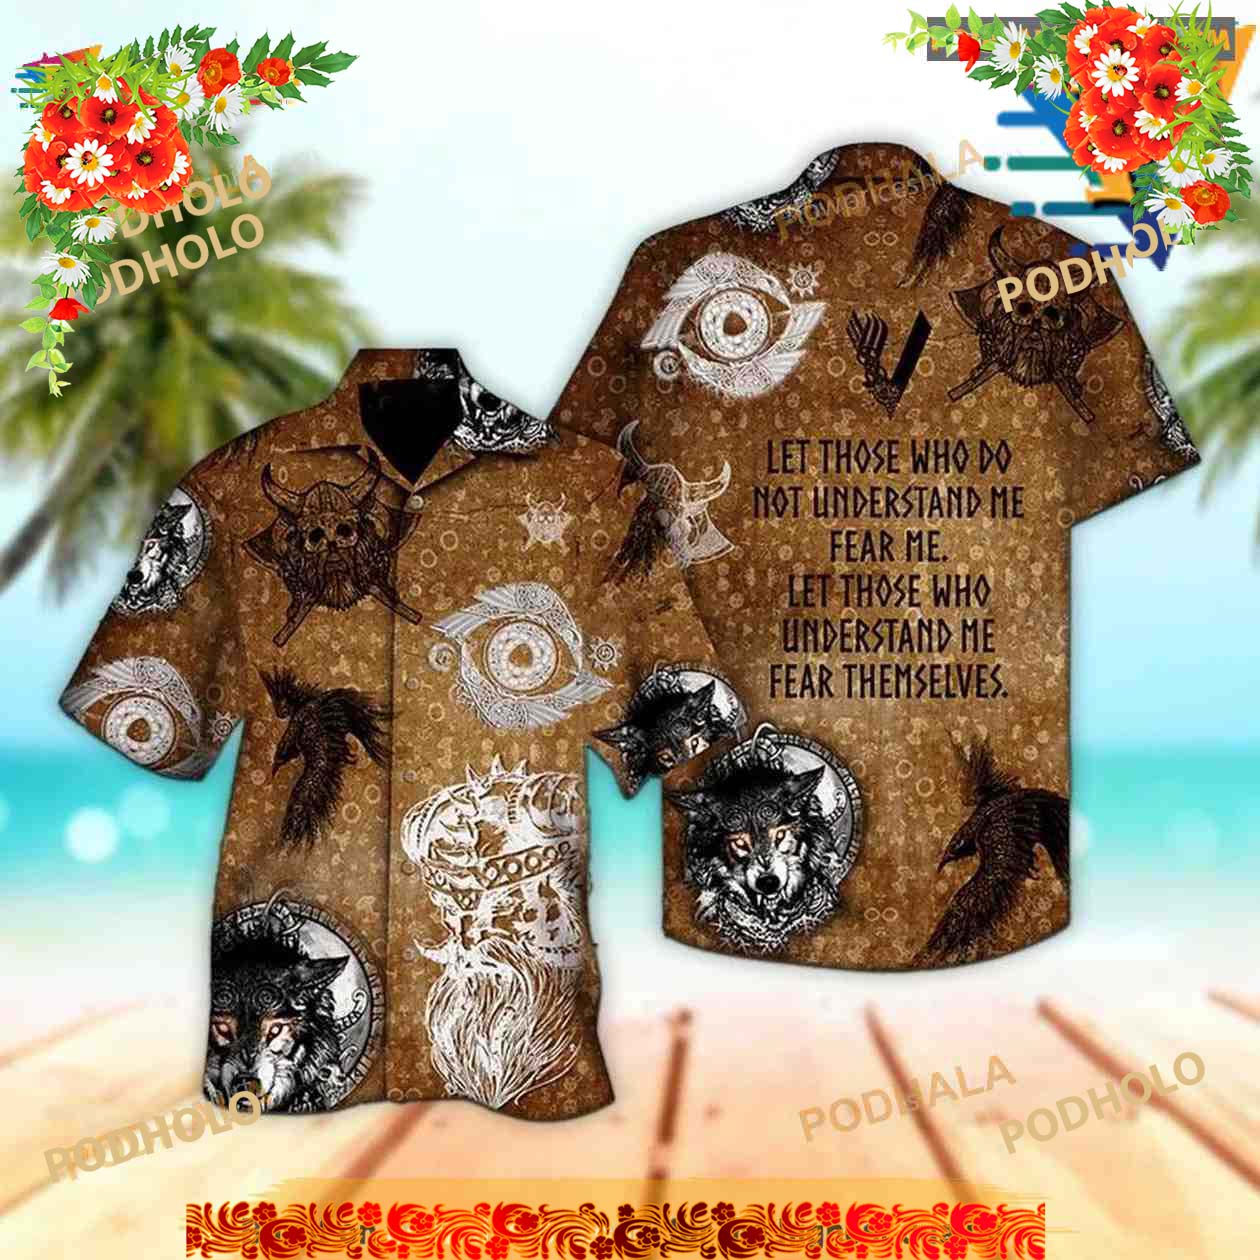 PODHALA
PODHOLO
PODHOLO
PODHOLO
LET THOSE WHO DO
NOT UNDERSTAND ME
FEAR ME.
LET THOSE WHO
UNDERSTAND ME
FEAR THEMSELVES.
PODHALA
PODHOLO
PODHOLO